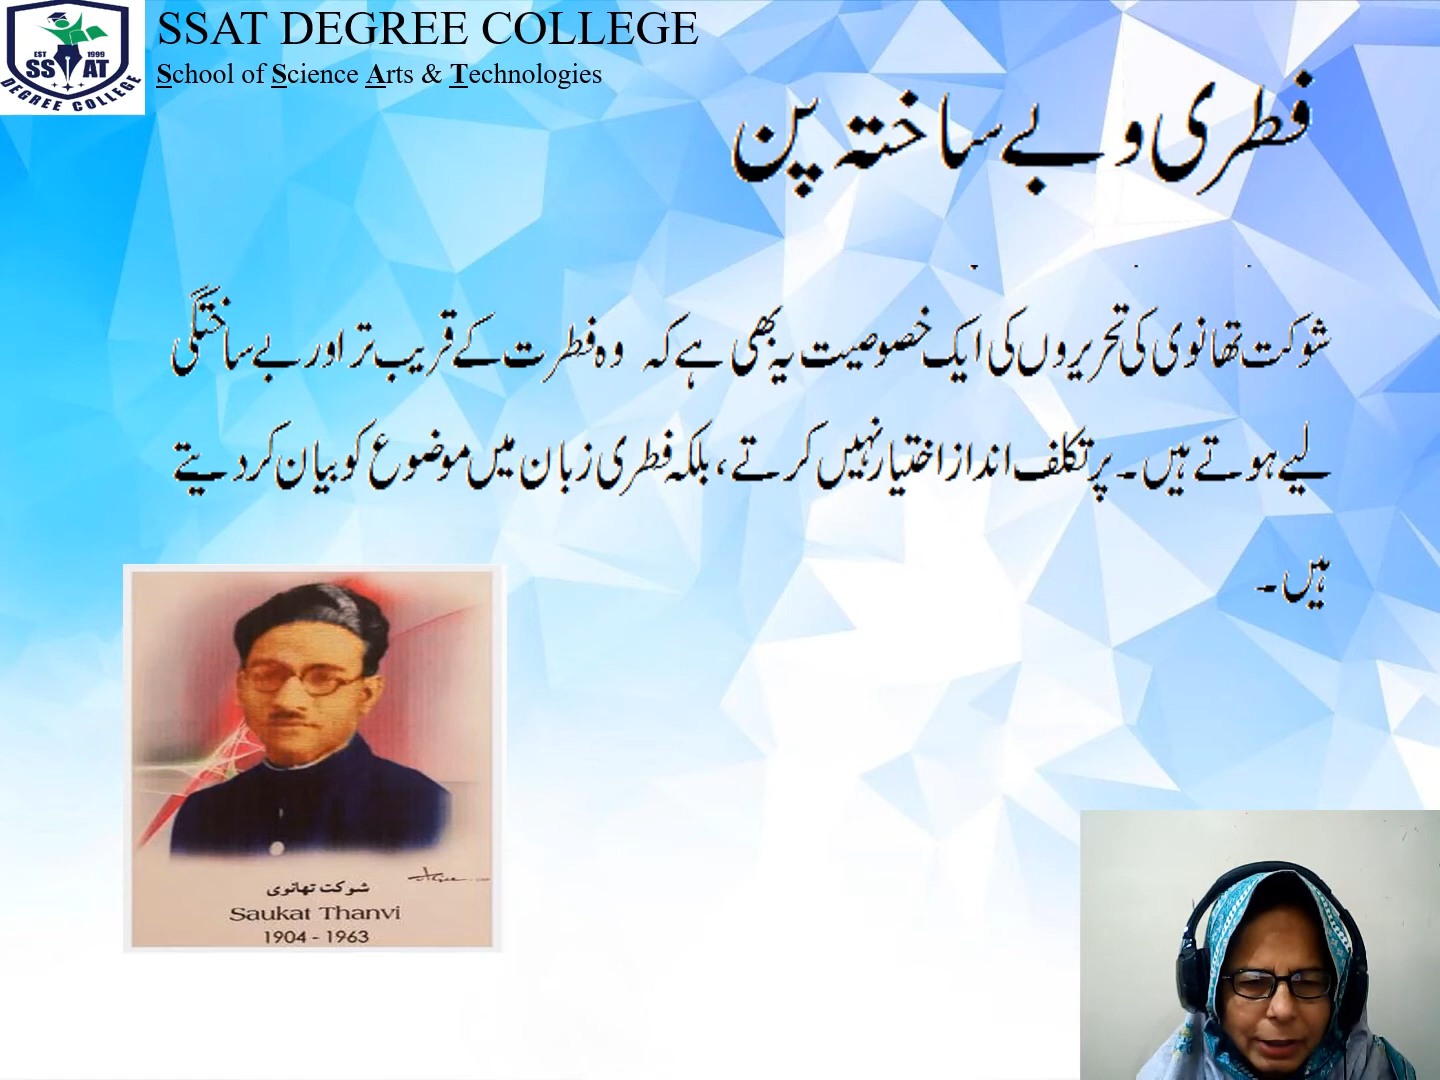 SSAT DEGREE COLLEGE
School of Science Arts & Technologies
EST 1999
SSAT
DEGREE COLLEGE
فطری و بے ساختہ پن
شوکت تھانوی کی تحریروں کی ایک خصوصیت یہ بھی ہے کہ وہ فطرت کے قریب تر اور بے ساختگی
لیے ہوتے ہیں۔ پر تکلف انداز اختیار نہیں کرتے، بلکہ فطری زبان میں موضوع کو بیان کر دیتے
ہیں۔
شوکت تھانوی
Saukat Thanvi
1904 - 1963